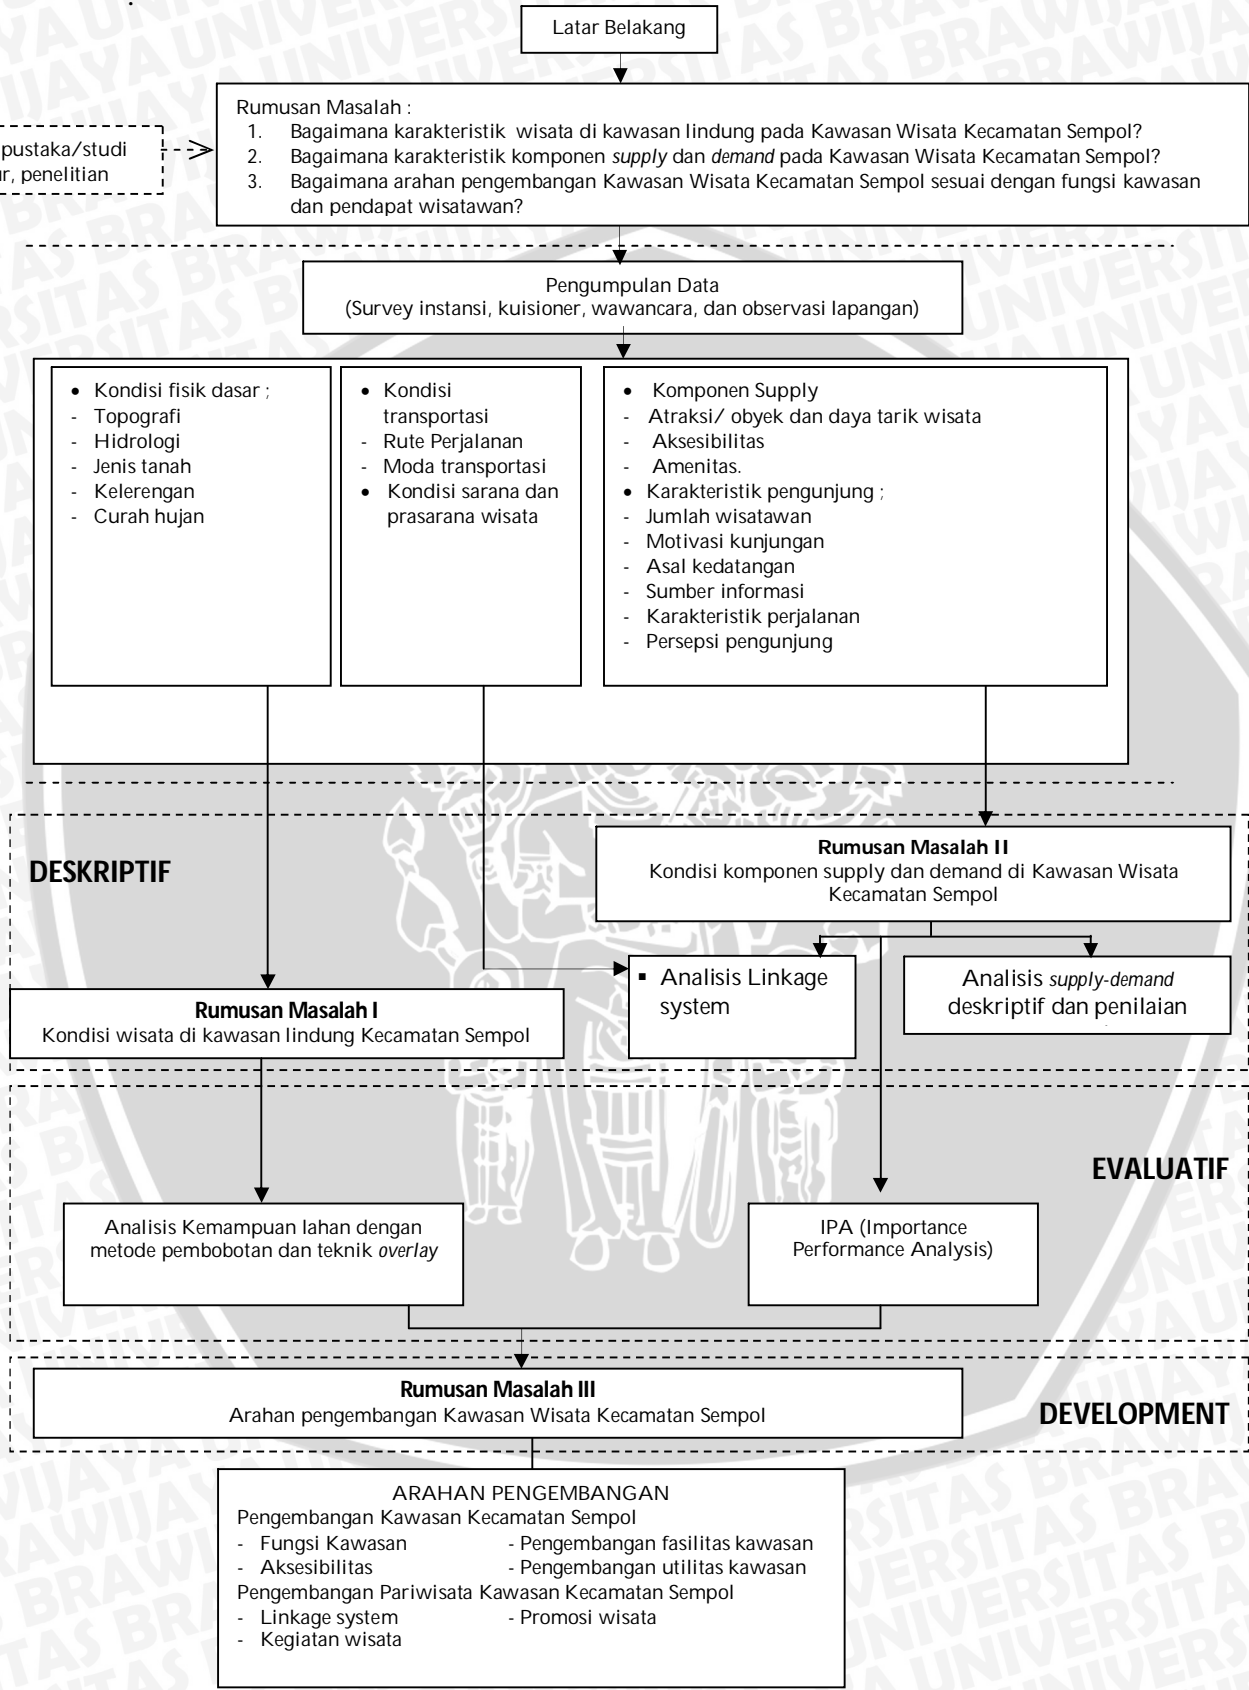 Latar Belakang
Rumusan Masalah :
1. Bagaimana karakteristik wisata di kawasan lindung pada Kawasan Wisata Kecamatan Sempol?
2. Bagaimana karakteristik komponen supply dan demand pada Kawasan Wisata Kecamatan Sempol?
3. Bagaimana arahan pengembangan Kawasan Wisata Kecamatan Sempol sesuai dengan fungsi kawasan
dan pendapat wisatawan?
pustaka/studi
penelitian
Pengumpulan Data
(Survey instansi, kuisioner, wawancara, dan observasi lapangan)
• Kondisi fisik dasar ;
- Topografi
- Hidrologi
- Jenis tanah
- Kelerengan
- Curah hujan
• Kondisi
transportasi
- Rute Perjalanan
- Moda transportasi
• Kondisi sarana dan
prasarana wisata
• Komponen Supply
- Atraksi/ obyek dan daya tarik wisata
- Aksesibilitas
- Amenitas.
• Karakteristik pengunjung ;
- Jumlah wisatawan
- Motivasi kunjungan
- Asal kedatangan
- Sumber informasi
- Karakteristik perjalanan
- Persepsi pengunjung
DESKRIPTIF
Rumusan Masalah II
Kondisi komponen supply dan demand di Kawasan Wisata
Kecamatan Sempol
▪ Analisis Linkage
system
Analisis supply-demand
deskriptif dan penilaian
Rumusan Masalah I
Kondisi wisata di kawasan lindung Kecamatan Sempol
EVALUATIF
Analisis Kemampuan lahan dengan
metode pembobotan dan teknik overlay
IPA (Importance
Performance Analysis)
Rumusan Masalah III
Arahan pengembangan Kawasan Wisata Kecamatan Sempol
DEVELOPMENT
ARAHAN PENGEMBANGAN
Pengembangan Kawasan Kecamatan Sempol
- Fungsi Kawasan - Pengembangan fasilitas kawasan
- Aksesibilitas - Pengembangan utilitas kawasan
Pengembangan Pariwisata Kawasan Kecamatan Sempol
- Linkage system - Promosi wisata
- Kegiatan wisata